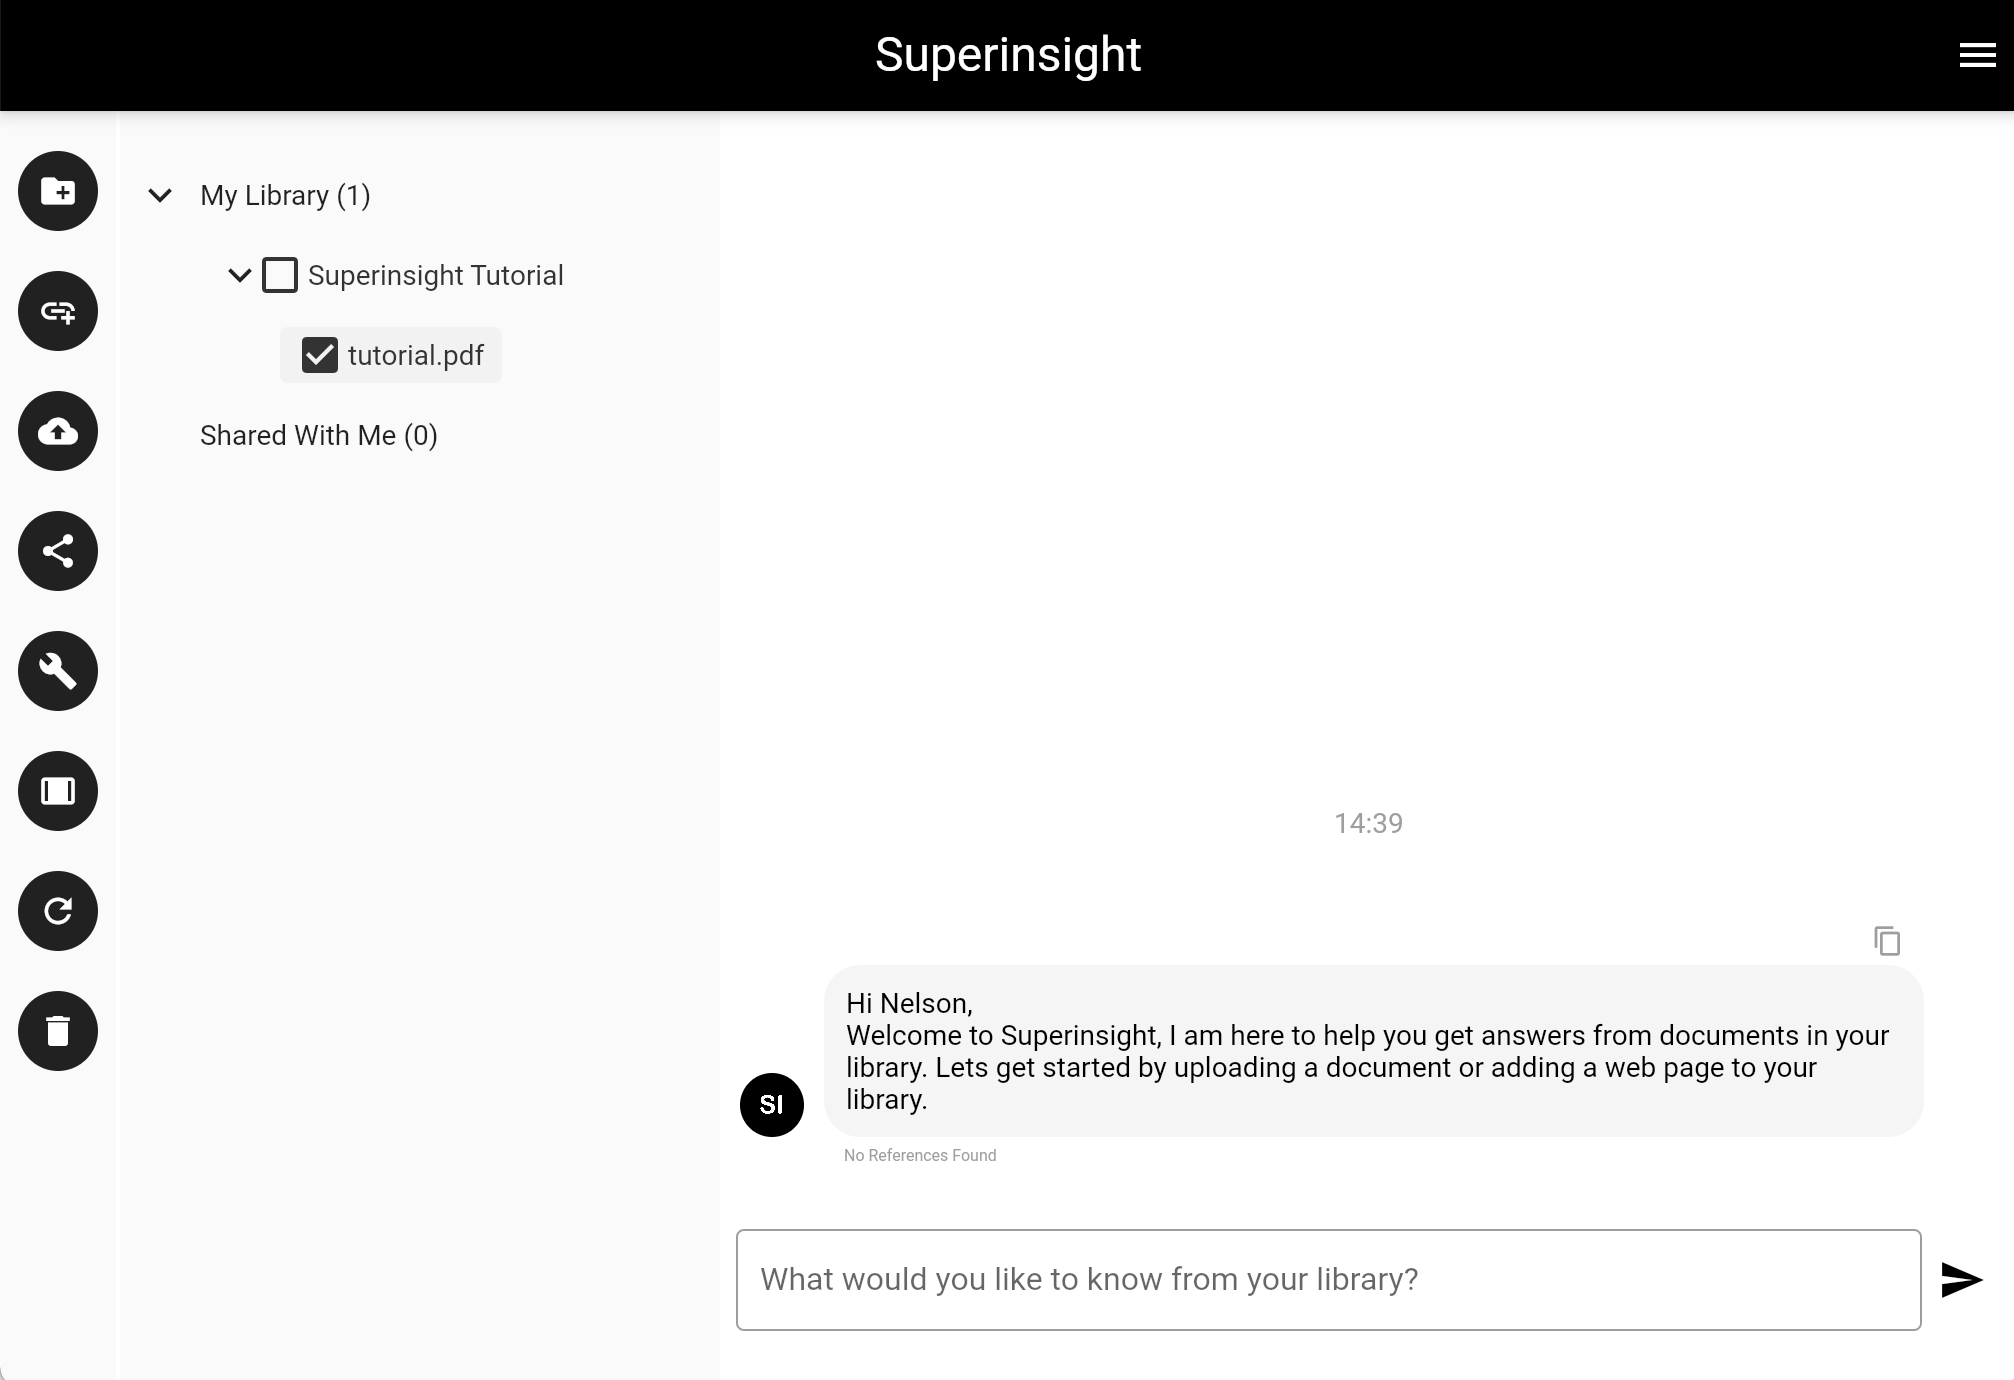 Superinsight
My Library (1)
Superinsight Tutorial
tutorial.pdf
Shared With Me (0)
14:39
Hi Nelson,
Welcome to Superinsight, I am here to help you get answers from documents in your
library. Lets get started by uploading a document or adding a web page to your
library.
SI
No References Found
What would you like to know from your library?